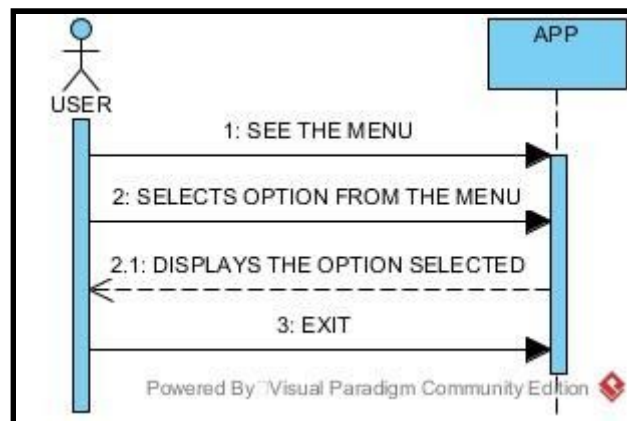 APP
USER
1: SEE THE MENU
2: SELECTS OPTION FROM THE MENU
2.1: DISPLAYS THE OPTION SELECTED
3: EXIT
Powered By Visual Paradigm Community Edition